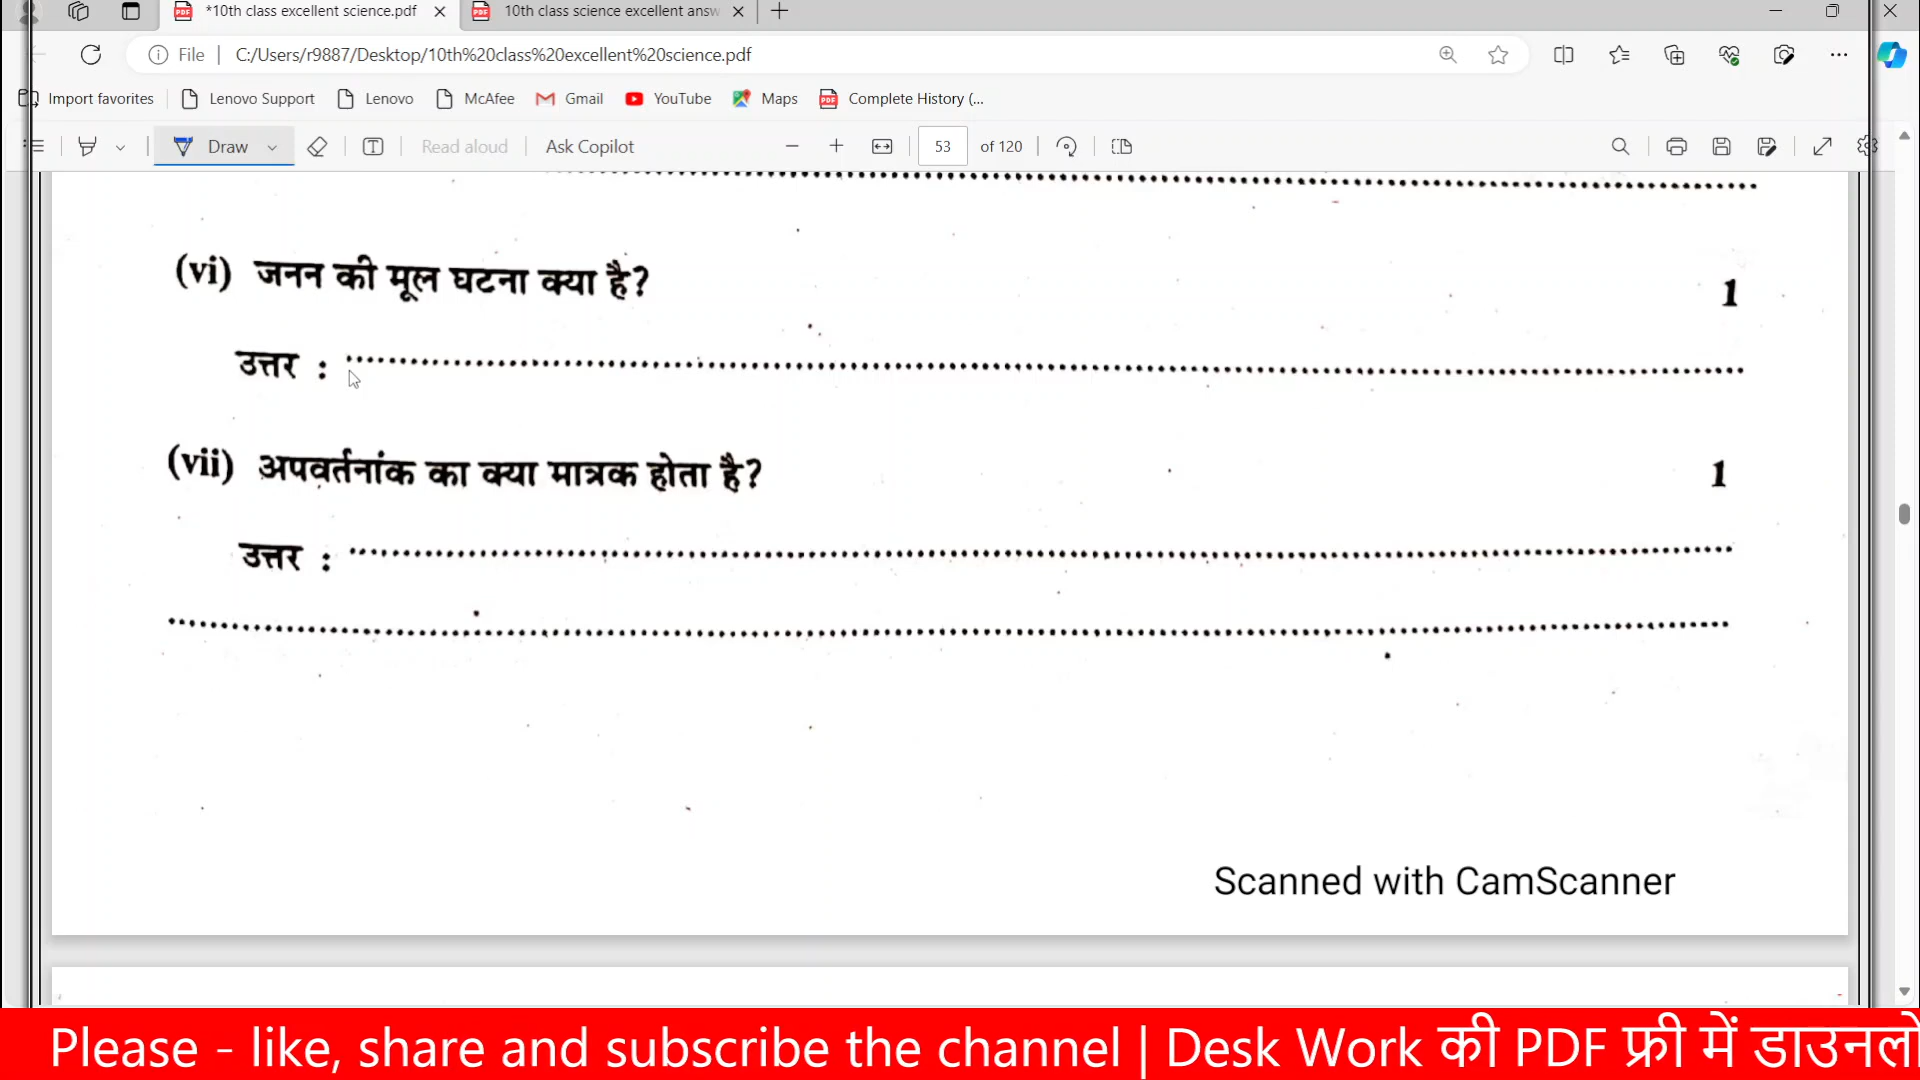 *10th class excellent science.pdf
10th class science excellent answ
File
C:/Users/r9887/Desktop/10th%20class%20excellent%20science.pdf
Import favorites
Lenovo Support
Lenovo
McAfee
Gmail
YouTube
Maps
Complete History (...
Draw
Read aloud
Ask Copilot
53 of 120
(vi) जनन की मूल घटना क्या है? 1
उत्तर :
(vii) अपवर्तनांक का क्या मात्रक होता है? 1
उत्तर :
Scanned with CamScanner
Please - like, share and subscribe the channel | Desk Work की PDF फ्री में डाउनलो